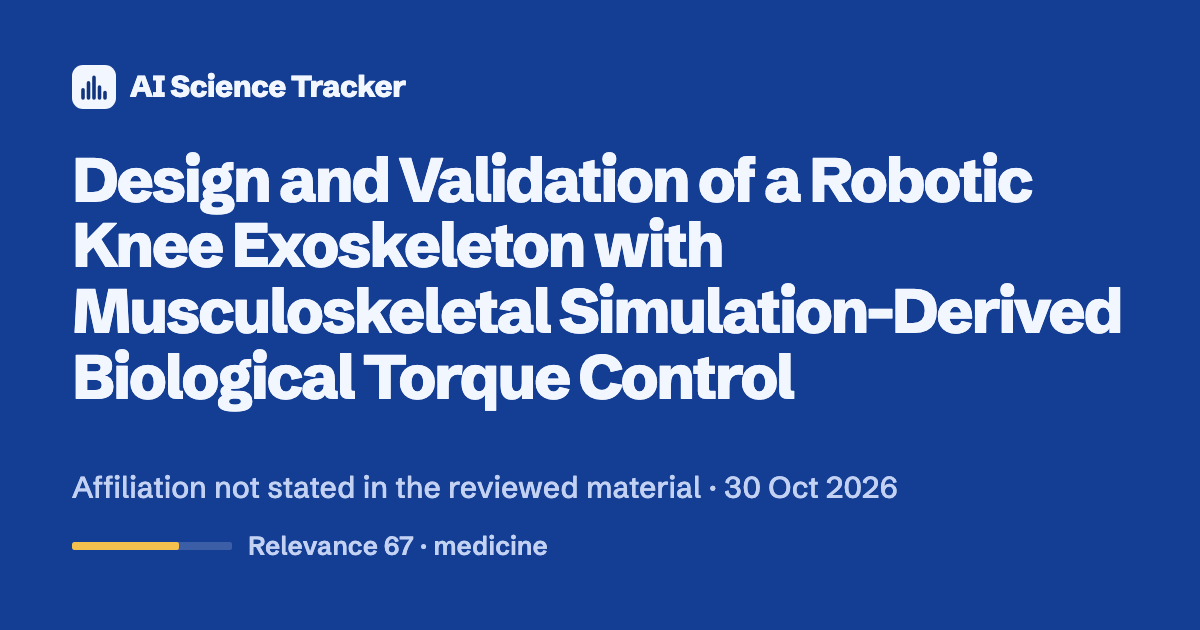 AI Science Tracker
Design and Validation of a Robotic
Knee Exoskeleton with
Musculoskeletal Simulation-Derived
Biological Torque Control
Affiliation not stated in the reviewed material · 30 Oct 2026
Relevance 67 · medicine